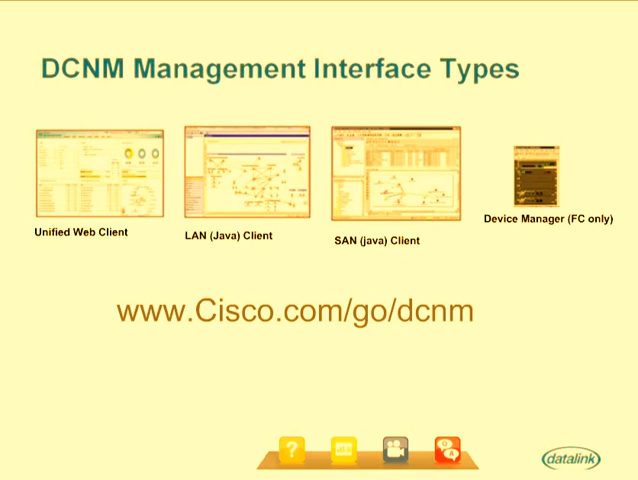 DCNM Management Interface Types
Unified Web Client
LAN (Java) Client
SAN (java) Client
Device Manager (FC only)
www.Cisco.com/go/dcnm
?
Q
A
datalink